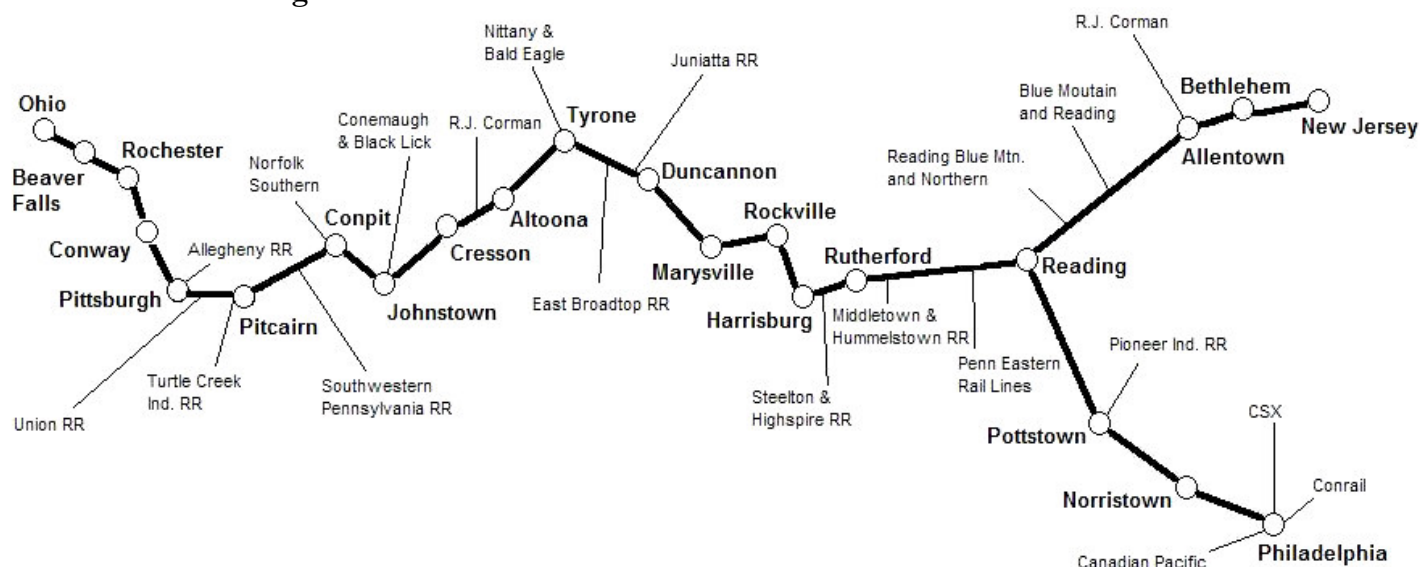 R.J. Corman
Nittany &
Bald Eagle
Juniatta RR
Ohio
Tyrone
Bethlehem
Conemaugh
& Black Lick
R.J. Corman
Blue Moutain
and Reading
New Jersey
Rochester
Norfolk
Southern
Reading Blue Mtn.
and Northern
Allentown
Beaver
Falls
Duncannon
Conpit
Altoona
Rockville
Conway
Allegheny RR
Cresson
Marysville
Rutherford
Reading
Pittsburgh
Johnstown
East Broadtop RR
Harrisburg
Pitcairn
Middletown &
Hummelstown RR
Pioneer Ind. RR
Penn Eastern
Rail Lines
Turtle Creek
Ind. RR
Southwestern
Pennsylvania RR
Steelton &
Highspire RR
Union RR
CSX
Pottstown
Norristown
Conrail
Canadian Pacific
Philadelphia